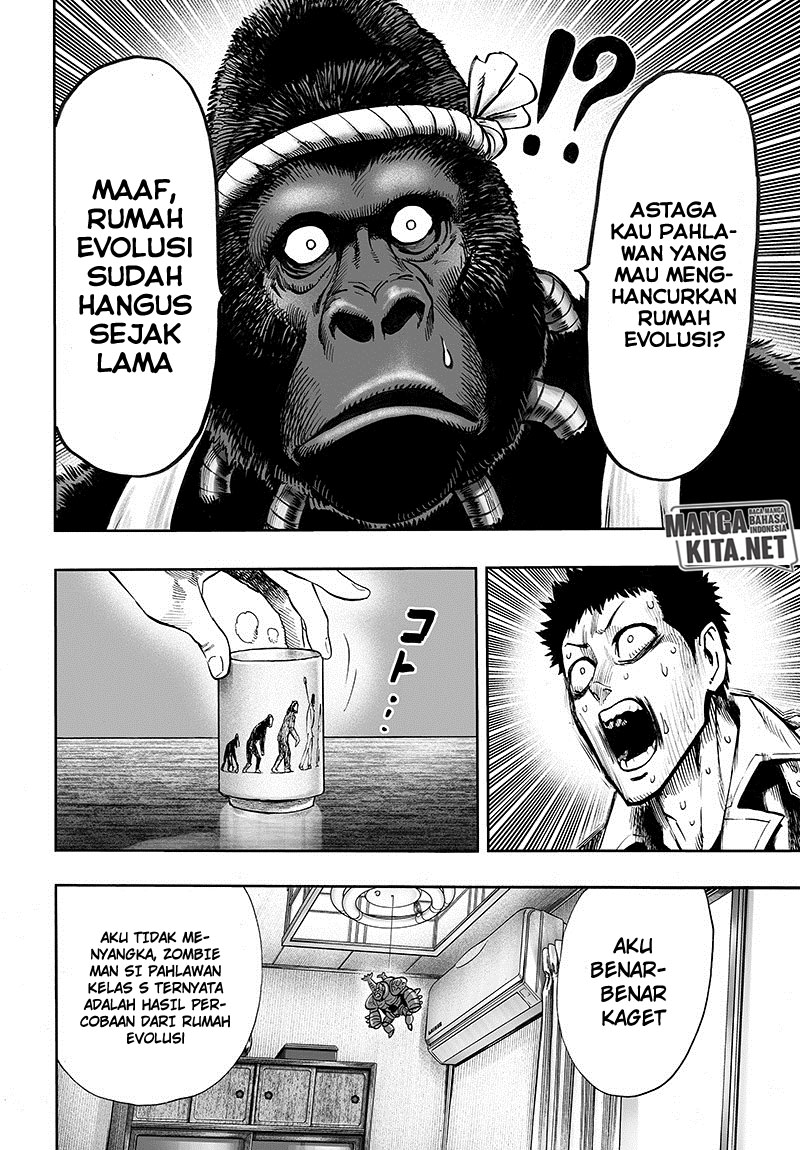 !?
ASTAGA
KAU PAHLA-
WAN YANG
MAU MENG-
HANCURKAN
RUMAH
EVOLUSI?
MAAF,
RUMAH
EVOLUSI
SUDAH
HANGUS
SEJAK
LAMA
MANGA
BACA MANGA
BAHASA
INDONESIA
KITA.NET
コト…
AKU
BENAR-
BENAR
KAGET
AKU TIDAK ME-
NYANGKA, ZOMBIE
MAN SI PAHLAWAN
KELAS S TERNYATA
ADALAH HASIL PER-
COBAAN DARI RUMAH
EVOLUSI